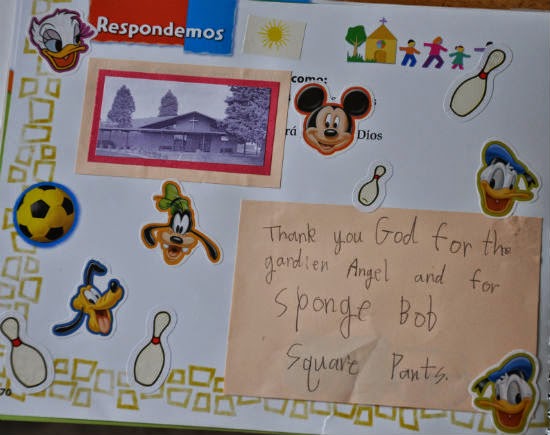 Respondemos
como:
rá
Dios
Thank you God for the
gardien Angel and for
Sponge Bob
Square Pants.
70